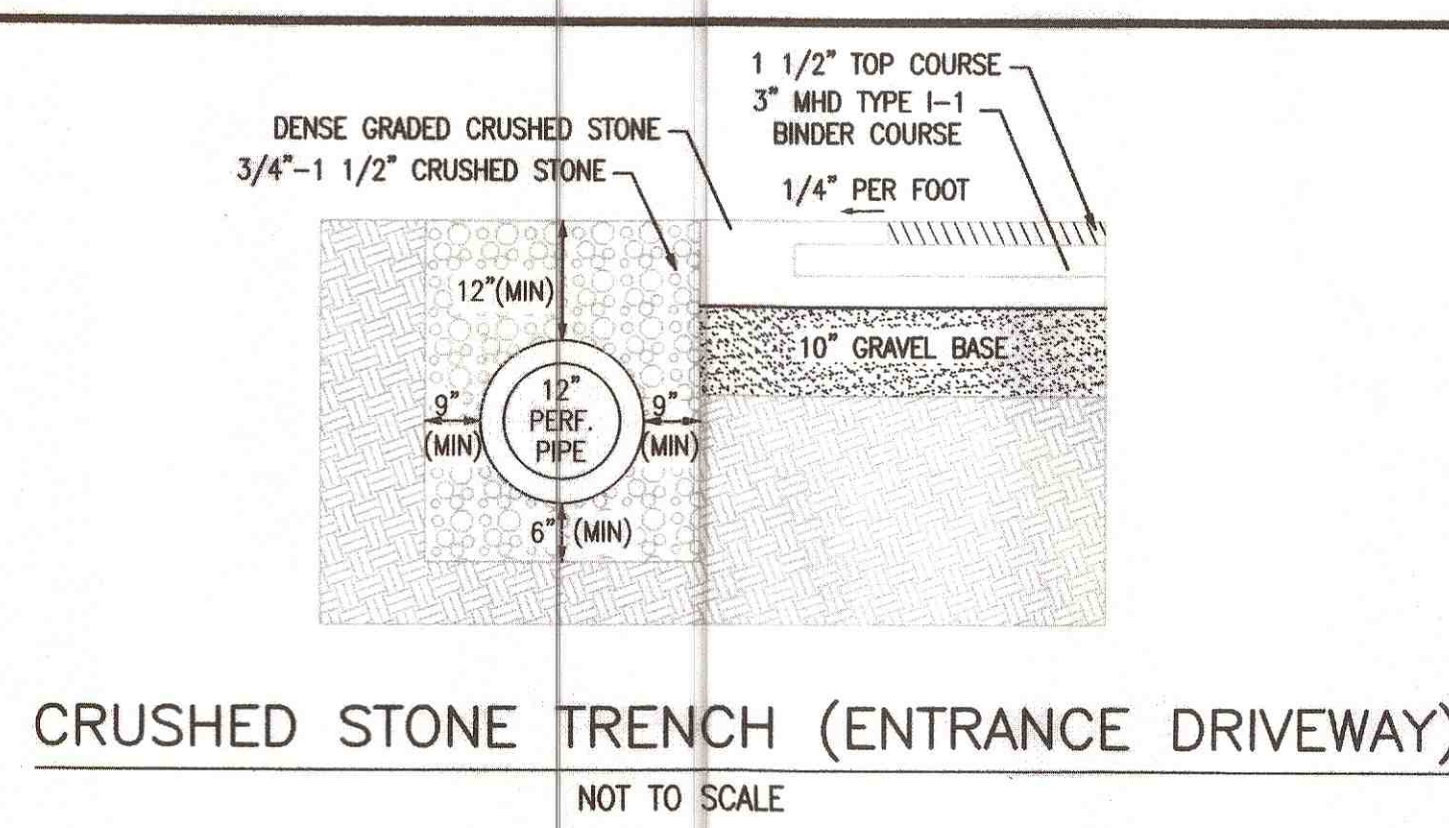 1 1/2" TOP COURSE
3" MHD TYPE I-1
BINDER COURSE
DENSE GRADED CRUSHED STONE
3/4"-1 1/2" CRUSHED STONE
1/4" PER FOOT
12"(MIN)
10" GRAVEL BASE
12"
PERF.
PIPE
9"
(MIN)
9"
(MIN)
6" (MIN)
CRUSHED STONE TRENCH (ENTRANCE DRIVEWAY)
NOT TO SCALE